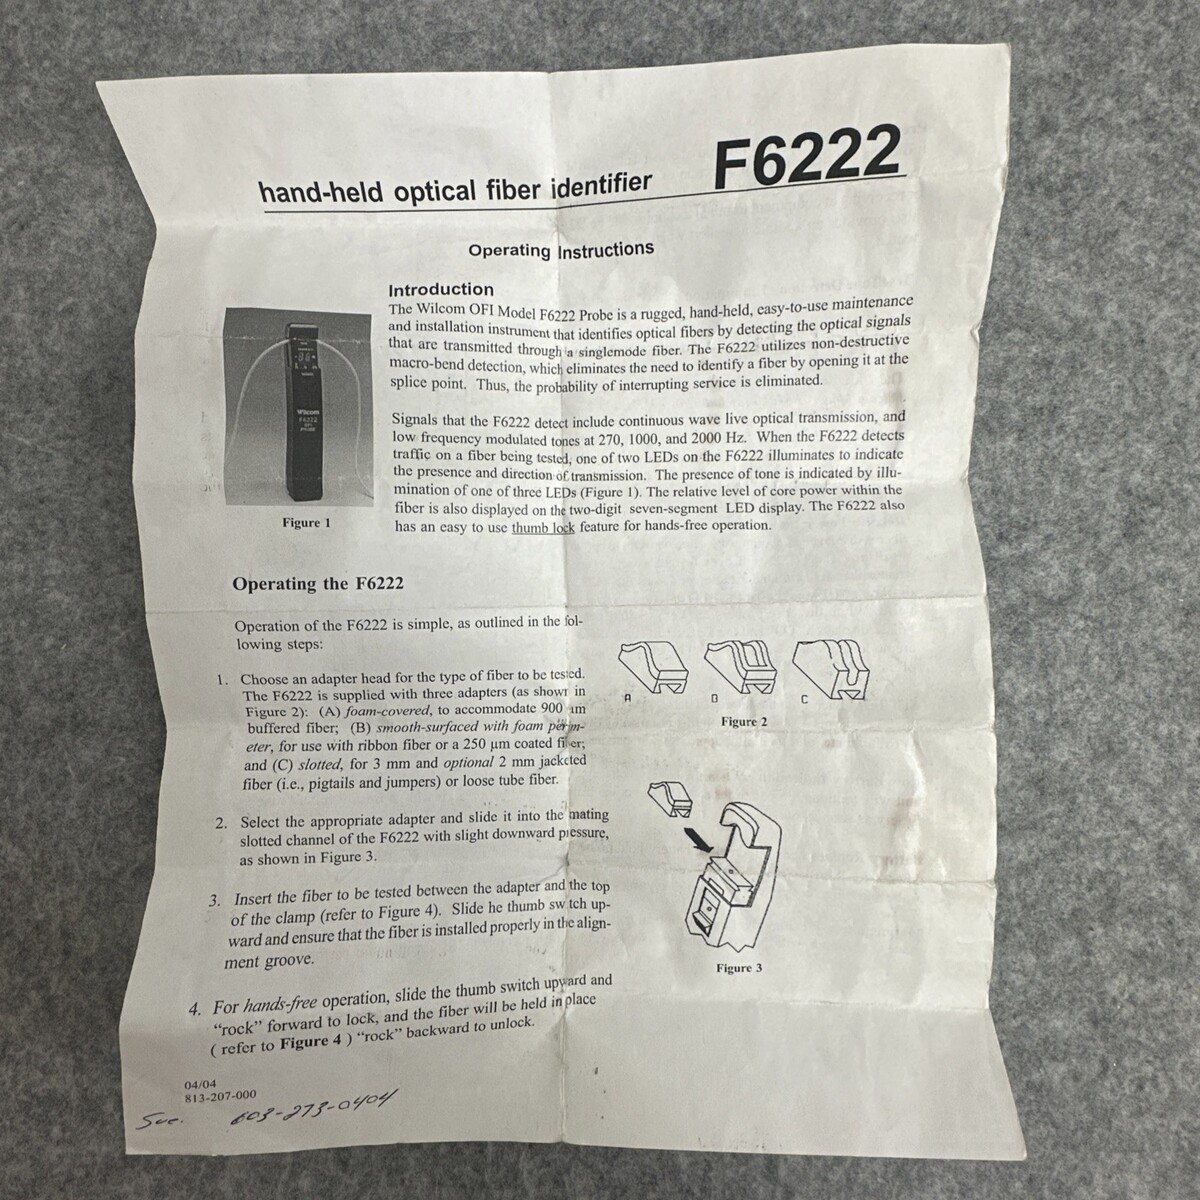 F6222
hand-held optical fiber identifier
Operating Instructions
Introduction
The Wilcom OFI Model F6222 Probe is a rugged, hand-held, easy-to-use maintenance
and installation instrument that identifies optical fibers by detecting the optical signals
that are transmitted through a singlemode fiber. The F6222 utilizes non-destructive
macro-bend detection, which eliminates the need to identify a fiber by opening it at the
splice point. Thus, the probability of interrupting service is eliminated.
Signals that the F6222 detect include continuous wave live optical transmission, and
low frequency modulated tones at 270, 1000, and 2000 Hz. When the F6222 detects
traffic on a fiber being tested, one of two LEDs on the F6222 illuminates to indicate
the presence and direction of transmission. The presence of tone is indicated by illu-
mination of one of three LEDs (Figure 1). The relative level of core power within the
fiber is also displayed on the two-digit seven-segment LED display. The F6222 also
has an easy to use thumb lock feature for hands-free operation.
-88-
Wilcom
F6222
OFI
PROBE
Figure 1
Operating the F6222
Operation of the F6222 is simple, as outlined in the fol-
lowing steps:
1. Choose an adapter head for the type of fiber to be tested.
The F6222 is supplied with three adapters (as shown in
Figure 2): (A) foam-covered, to accommodate 900 µm
buffered fiber; (B) smooth-surfaced with foam perim-
eter, for use with ribbon fiber or a 250 µm coated fiber;
and (C) slotted, for 3 mm and optional 2 mm jacketed
fiber (i.e., pigtails and jumpers) or loose tube fiber.
2. Select the appropriate adapter and slide it into the mating
slotted channel of the F6222 with slight downward pressure,
as shown in Figure 3.
3. Insert the fiber to be tested between the adapter and the top
of the clamp (refer to Figure 4). Slide he thumb switch up-
ward and ensure that the fiber is installed properly in the align-
ment groove.
4. For hands-free operation, slide the thumb switch upward and
“rock” forward to lock, and the fiber will be held in place
( refer to Figure 4 ) “rock” backward to unlock.
A B C
Figure 2
Figure 3
04/04
813-207-000
Sue. 603-273-0404